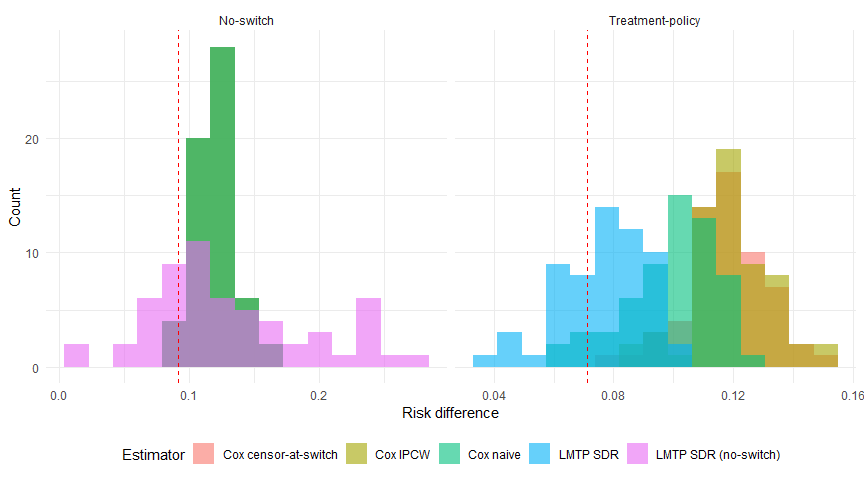 No-switch
Treatment-policy
Count
20
10
0
0.0
0.1
0.2
0.04
0.08
0.12
0.16
Risk difference
Estimator
Cox censor-at-switch
Cox IPCW
Cox naive
LMTP SDR
LMTP SDR (no-switch)